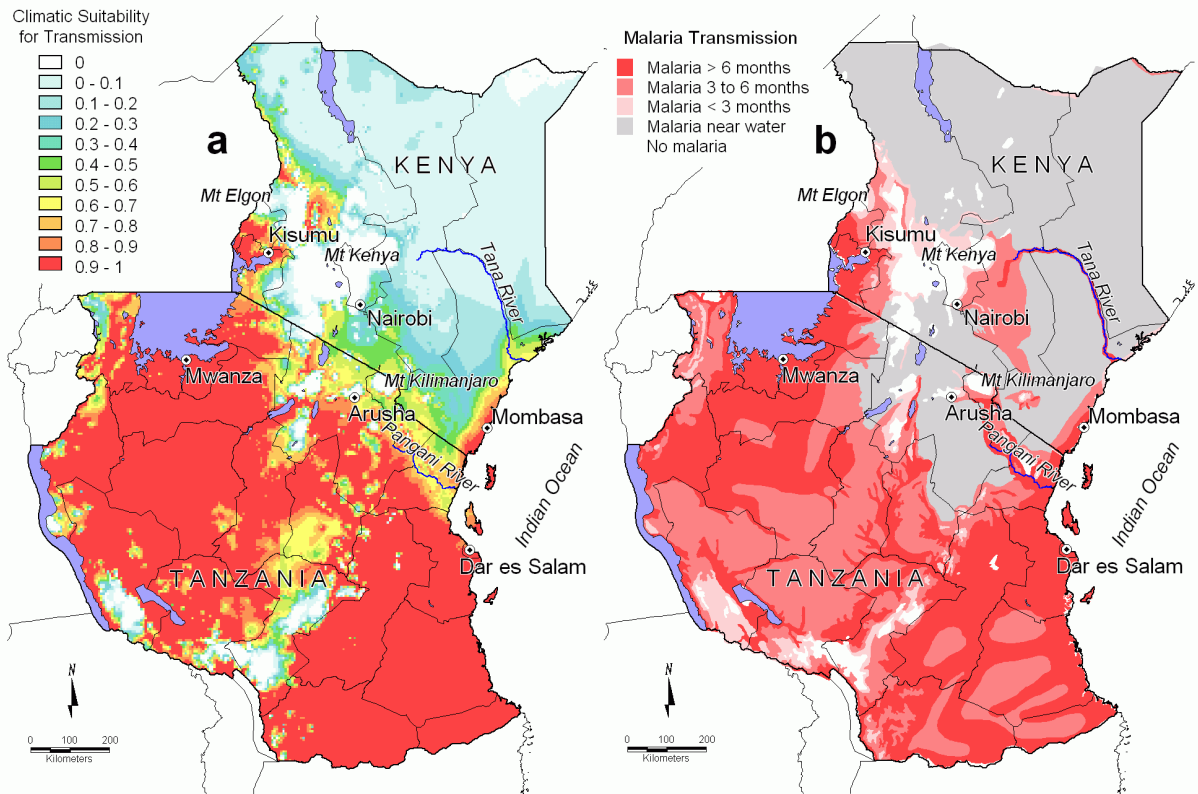 Climatic Suitability
for Transmission
0
0 - 0.1
0.1 - 0.2
0.2 - 0.3
0.3 - 0.4
0.4 - 0.5
0.5 - 0.6
0.6 - 0.7
0.7 - 0.8
0.8 - 0.9
0.9 - 1
a
KENYA
Mt Elgon
Kisumu
Mt Kenya
Tana River
Nairobi
Mwanza
Mt Kilimanjaro
Arusha
Mombasa
Pangani River
Indian Ocean
Dar es Salam
TANZANIA
N
0 100 200
Kilometers
Malaria Transmission
Malaria > 6 months
Malaria 3 to 6 months
Malaria < 3 months
Malaria near water
No malaria
b
KENYA
Mt Elgon
Kisumu
Mt Kenya
Tana River
Nairobi
Mwanza
Mt Kilimanjaro
Arusha
Mombasa
Pangani River
Indian Ocean
Dar es Salam
TANZANIA
N
0 100 200
Kilometers